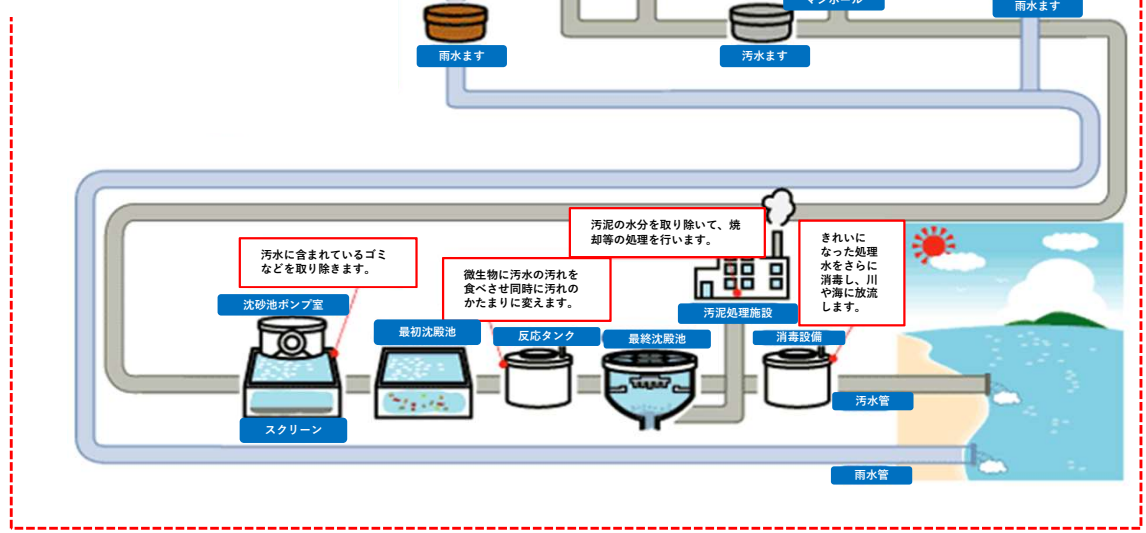 マンホール
雨水ます
雨水ます
汚水ます
汚泥の水分を取り除いて、焼
却等の処理を行います。
きれいに
なった処理
水をさらに
消毒し、川
や海に放流
します。
汚水に含まれているゴミ
などを取り除きます。
微生物に汚水の汚れを
食べさせ同時に汚れの
かたまりに変えます。
沈砂池ポンプ室
汚泥処理施設
最初沈殿池
反応タンク
最終沈殿池
消毒設備
汚水管
スクリーン
雨水管